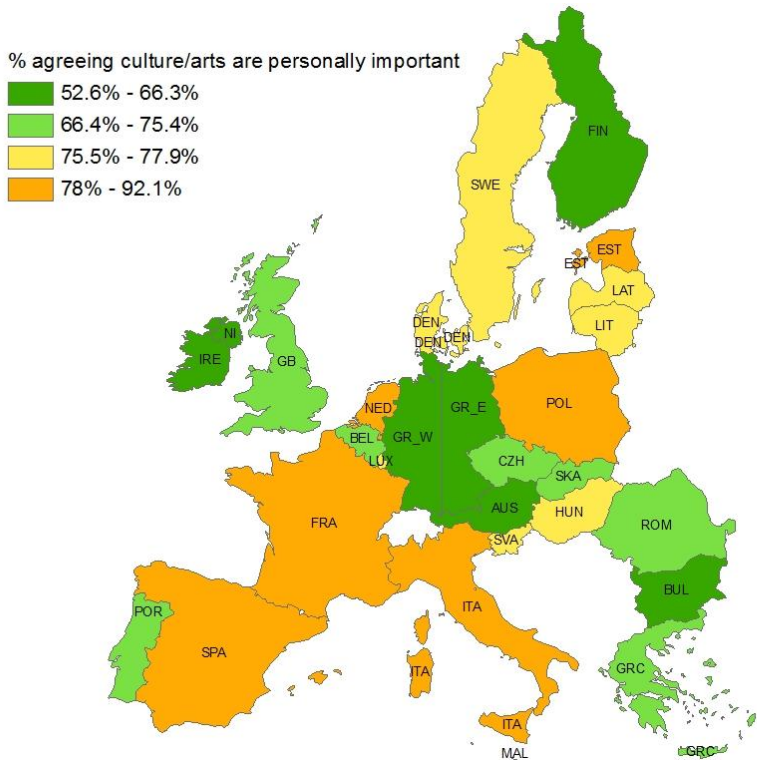 % agreeing culture/arts are personally important
52.6% - 66.3%
66.4% - 75.4%
75.5% - 77.9%
78% - 92.1%
FIN
SWE
EST
EST
LAT
LIT
DEN
DEN
DEN
NI
IRE
GB
NED
GR_E
POL
GR_W
BEL
LUX
CZH
SKA
AUS
HUN
ROM
FRA
SVA
BUL
ITA
POR
SPA
GRC
ITA
ITA
MAL
GRC